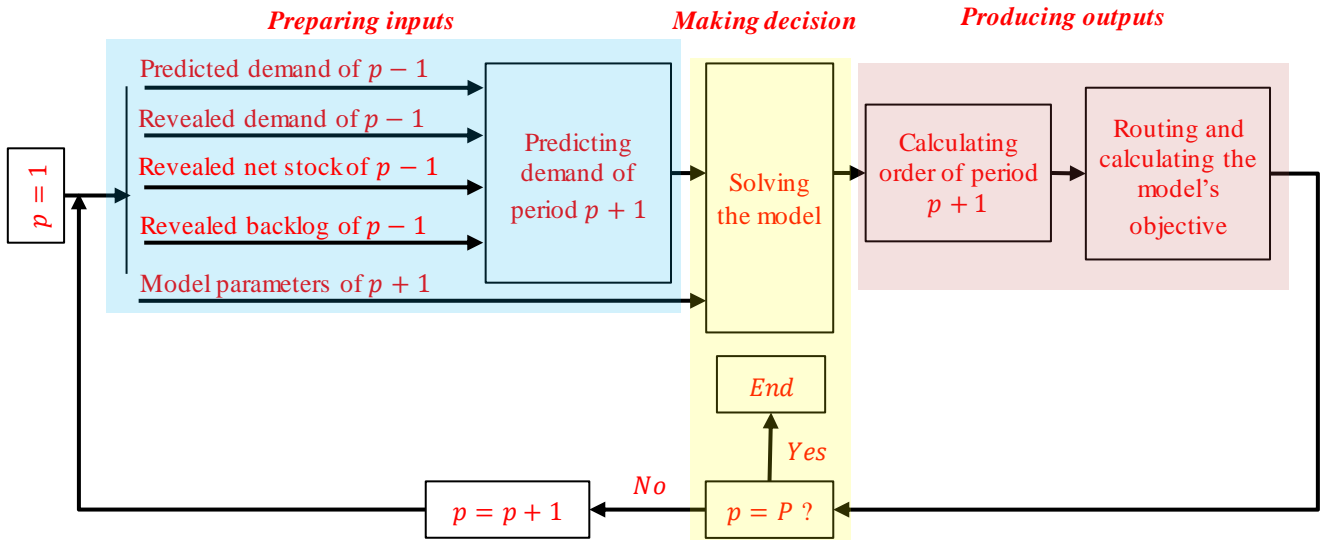 Preparing inputs
Making decision
Producing outputs
p = 1
Predicted demand of p − 1
Revealed demand of p − 1
Revealed net stock of p − 1
Revealed backlog of p − 1
Model parameters of p + 1
Predicting
demand of
period p + 1
Solving
the model
Calculating
order of period
p + 1
Routing and
calculating the
model’s
objective
End
Yes
No
p = P ?
p = p + 1